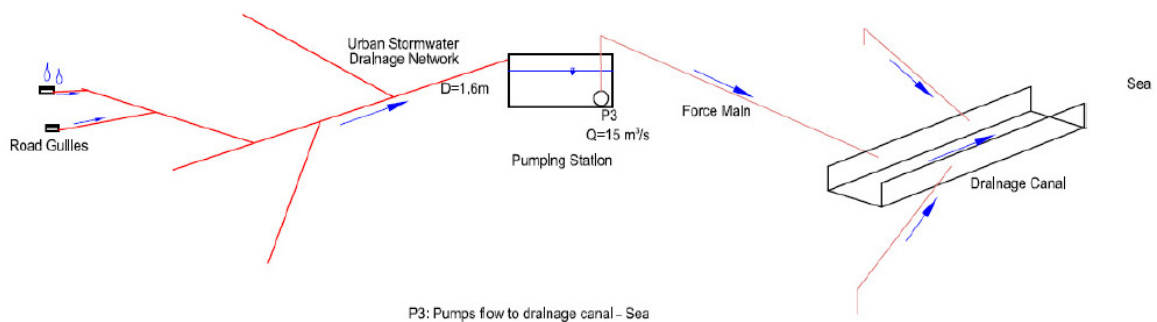 Urban Stormwater
Drainage Network
D=1.6m
Road Gullies
P3
Q=15 m³/s
Pumping Station
Force Main
Sea
Drainage Canal
P3: Pumps flow to drainage canal – Sea